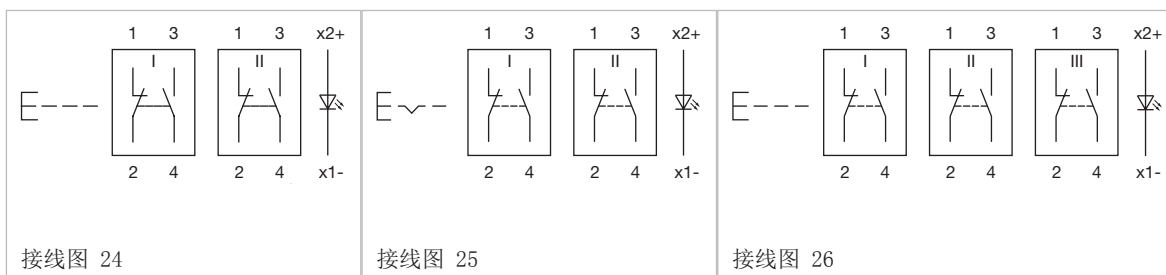 1 3 1 3 x2+
I II
2 4 2 4 x1-
接线图 24
1 3 1 3 x2+
I II
2 4 2 4 x1-
接线图 25
1 3 1 3 1 3 x2+
I II III
2 4 2 4 2 4 x1-
接线图 26